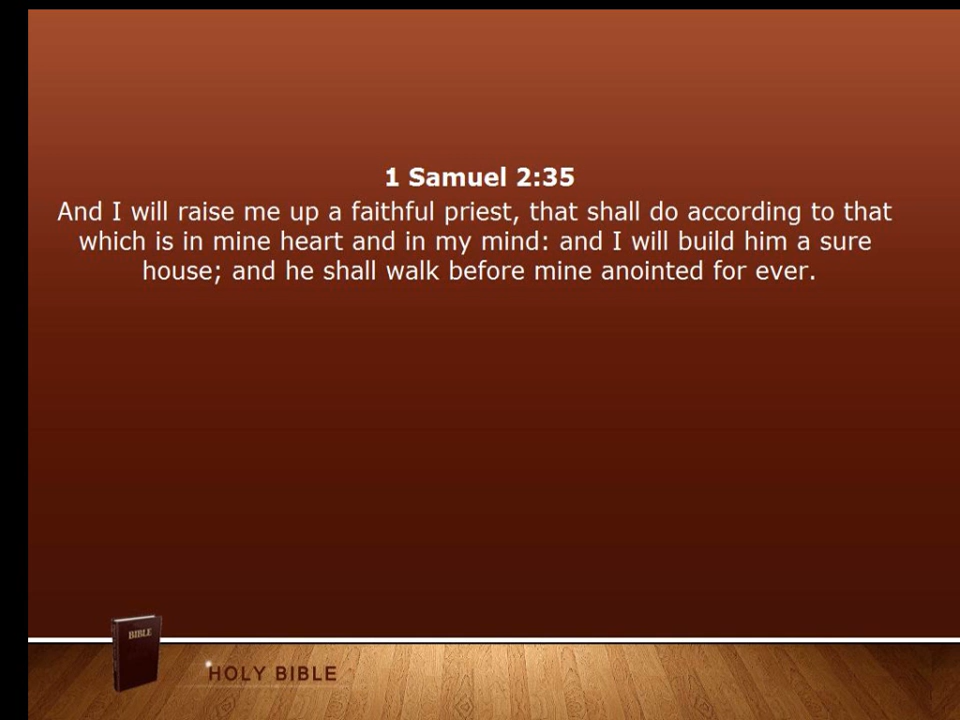 1 Samuel 2:35
And I will raise me up a faithful priest, that shall do according to that
which is in mine heart and in my mind: and I will build him a sure
house; and he shall walk before mine anointed for ever.
BIBLE
HOLY BIBLE